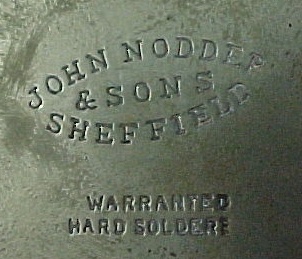 JOHN NODDER
& SONS
SHEFFIELD
WARRANTED
HARD SOLDERE